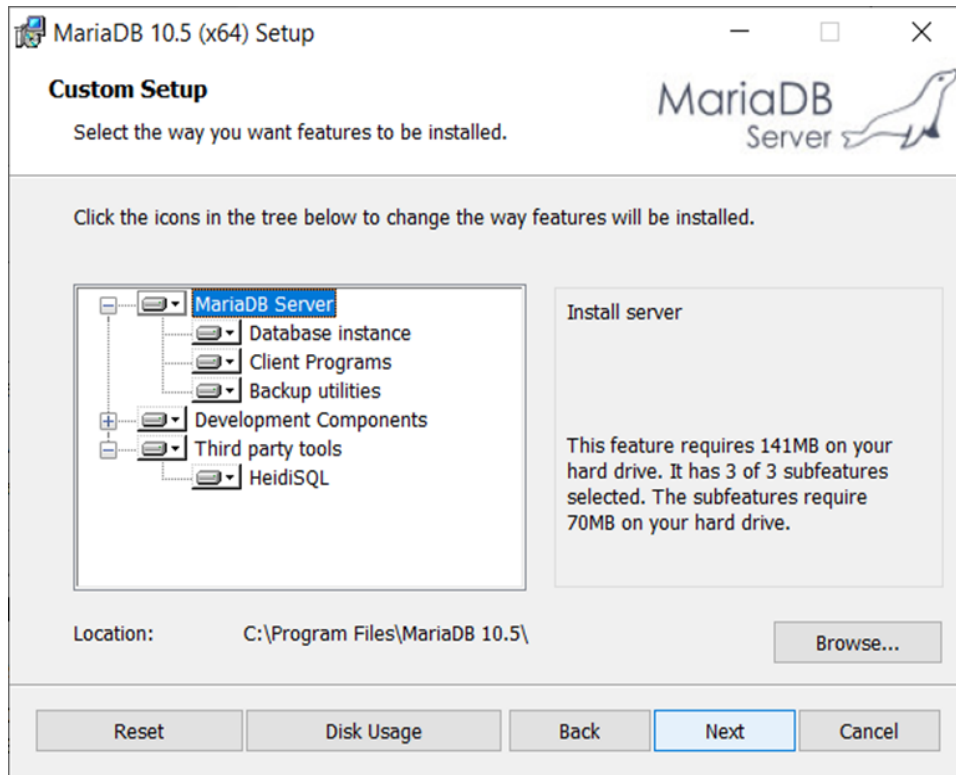 MariaDB 10.5 (x64) Setup
Custom Setup
Select the way you want features to be installed.
MariaDB
Server
Click the icons in the tree below to change the way features will be installed.
MariaDB Server
Database instance
Client Programs
Backup utilities
Development Components
Third party tools
HeidiSQL
Install server
This feature requires 141MB on your
hard drive. It has 3 of 3 subfeatures
selected. The subfeatures require
70MB on your hard drive.
Location: C:\Program Files\MariaDB 10.5\
Browse...
Reset Disk Usage Back Next Cancel